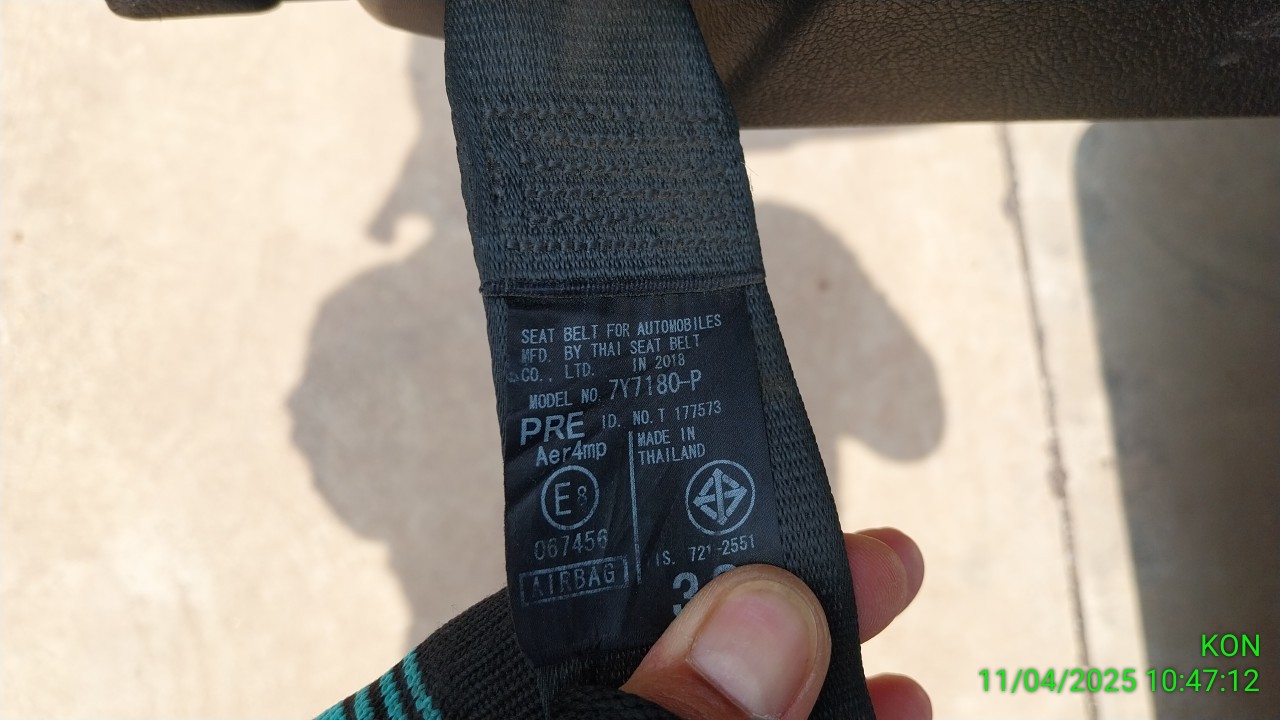 SEAT BELT FOR AUTOMOBILES
MFD. BY THAI SEAT BELT
CO., LTD. IN 2018
MODEL NO. 7Y7180-P
PRE ID. NO. T 177573
Aer4mp
MADE IN
THAILAND
E8
067456
AIRBAG
IS. 721-2551
KON
11/04/2025 10:47:12